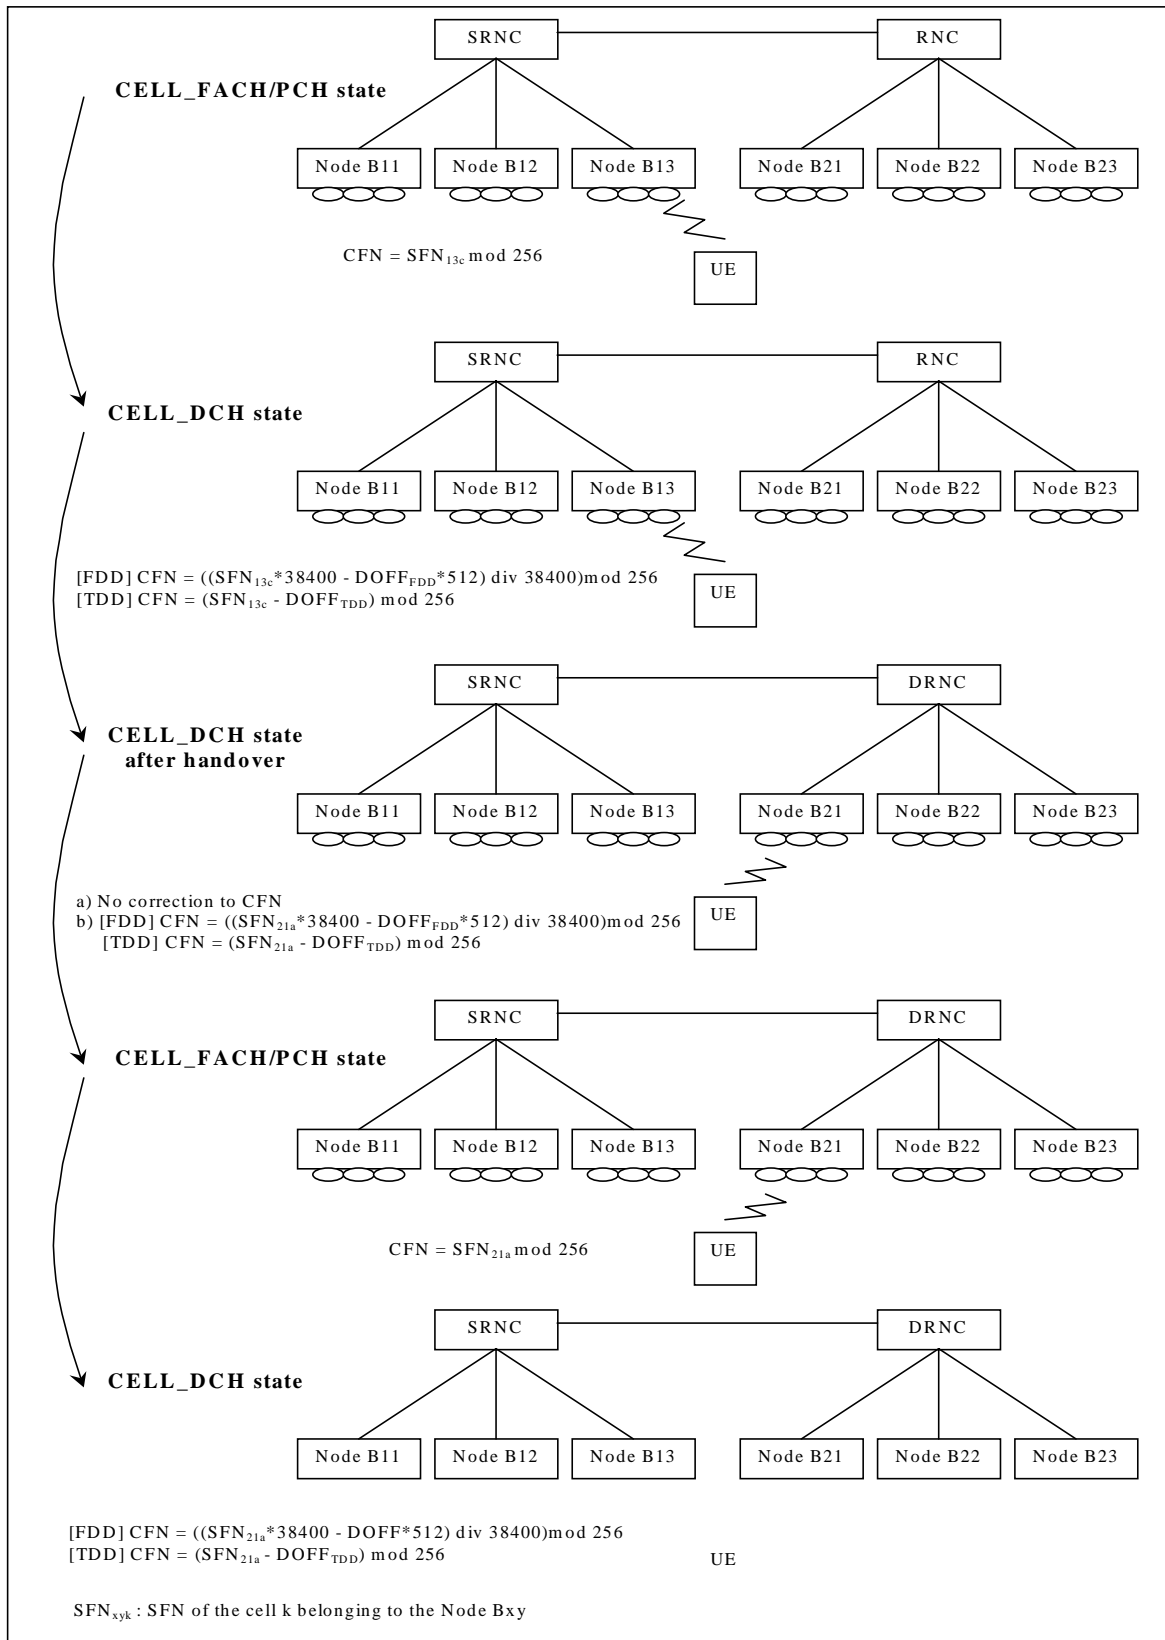 SRNC RNC
CELL_FACH/PCH state
Node B11 Node B12 Node B13 Node B21 Node B22 Node B23
CFN = SFN13c mod 256
UE
SRNC RNC
CELL_DCH state
Node B11 Node B12 Node B13 Node B21 Node B22 Node B23
[FDD] CFN = ((SFN13c*38400 - DOFFFDD*512) div 38400)mod 256
[TDD] CFN = (SFN13c - DOFFTDD) mod 256
UE
SRNC DRNC
CELL_DCH state
after handover
Node B11 Node B12 Node B13 Node B21 Node B22 Node B23
a) No correction to CFN
b) [FDD] CFN = ((SFN21a*38400 - DOFFFDD*512) div 38400)mod 256
[TDD] CFN = (SFN21a - DOFFTDD) mod 256
UE
SRNC DRNC
CELL_FACH/PCH state
Node B11 Node B12 Node B13 Node B21 Node B22 Node B23
CFN = SFN21a mod 256
UE
SRNC DRNC
CELL_DCH state
Node B11 Node B12 Node B13 Node B21 Node B22 Node B23
[FDD] CFN = ((SFN21a*38400 - DOFF*512) div 38400)mod 256
[TDD] CFN = (SFN21a - DOFFTDD) mod 256
UE
SFNxyk : SFN of the cell k belonging to the Node Bxy